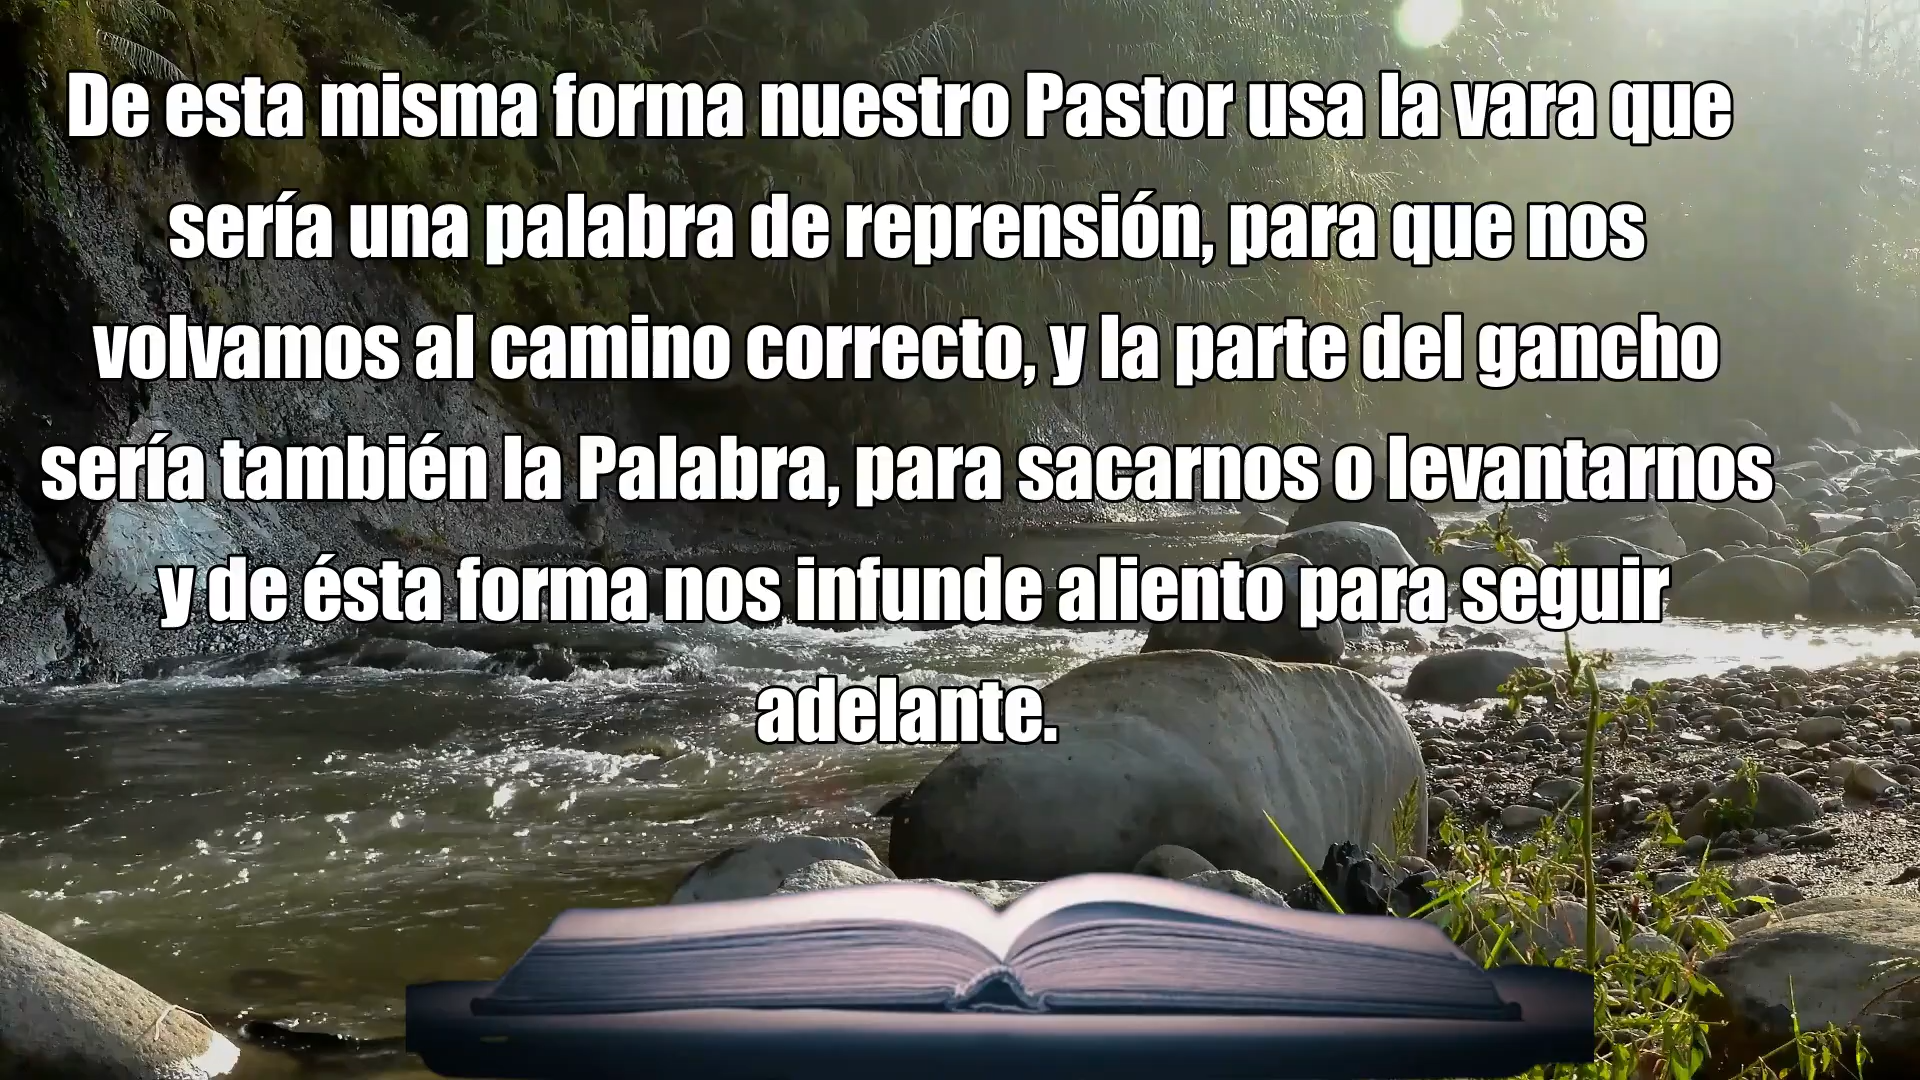 De esta misma forma nuestro Pastor usa la vara que
sería una palabra de reprensión, para que nos
volvamos al camino correcto, y la parte del gancho
sería también la Palabra, para sacarnos o levantarnos
y de ésta forma nos infunde aliento para seguir
adelante.